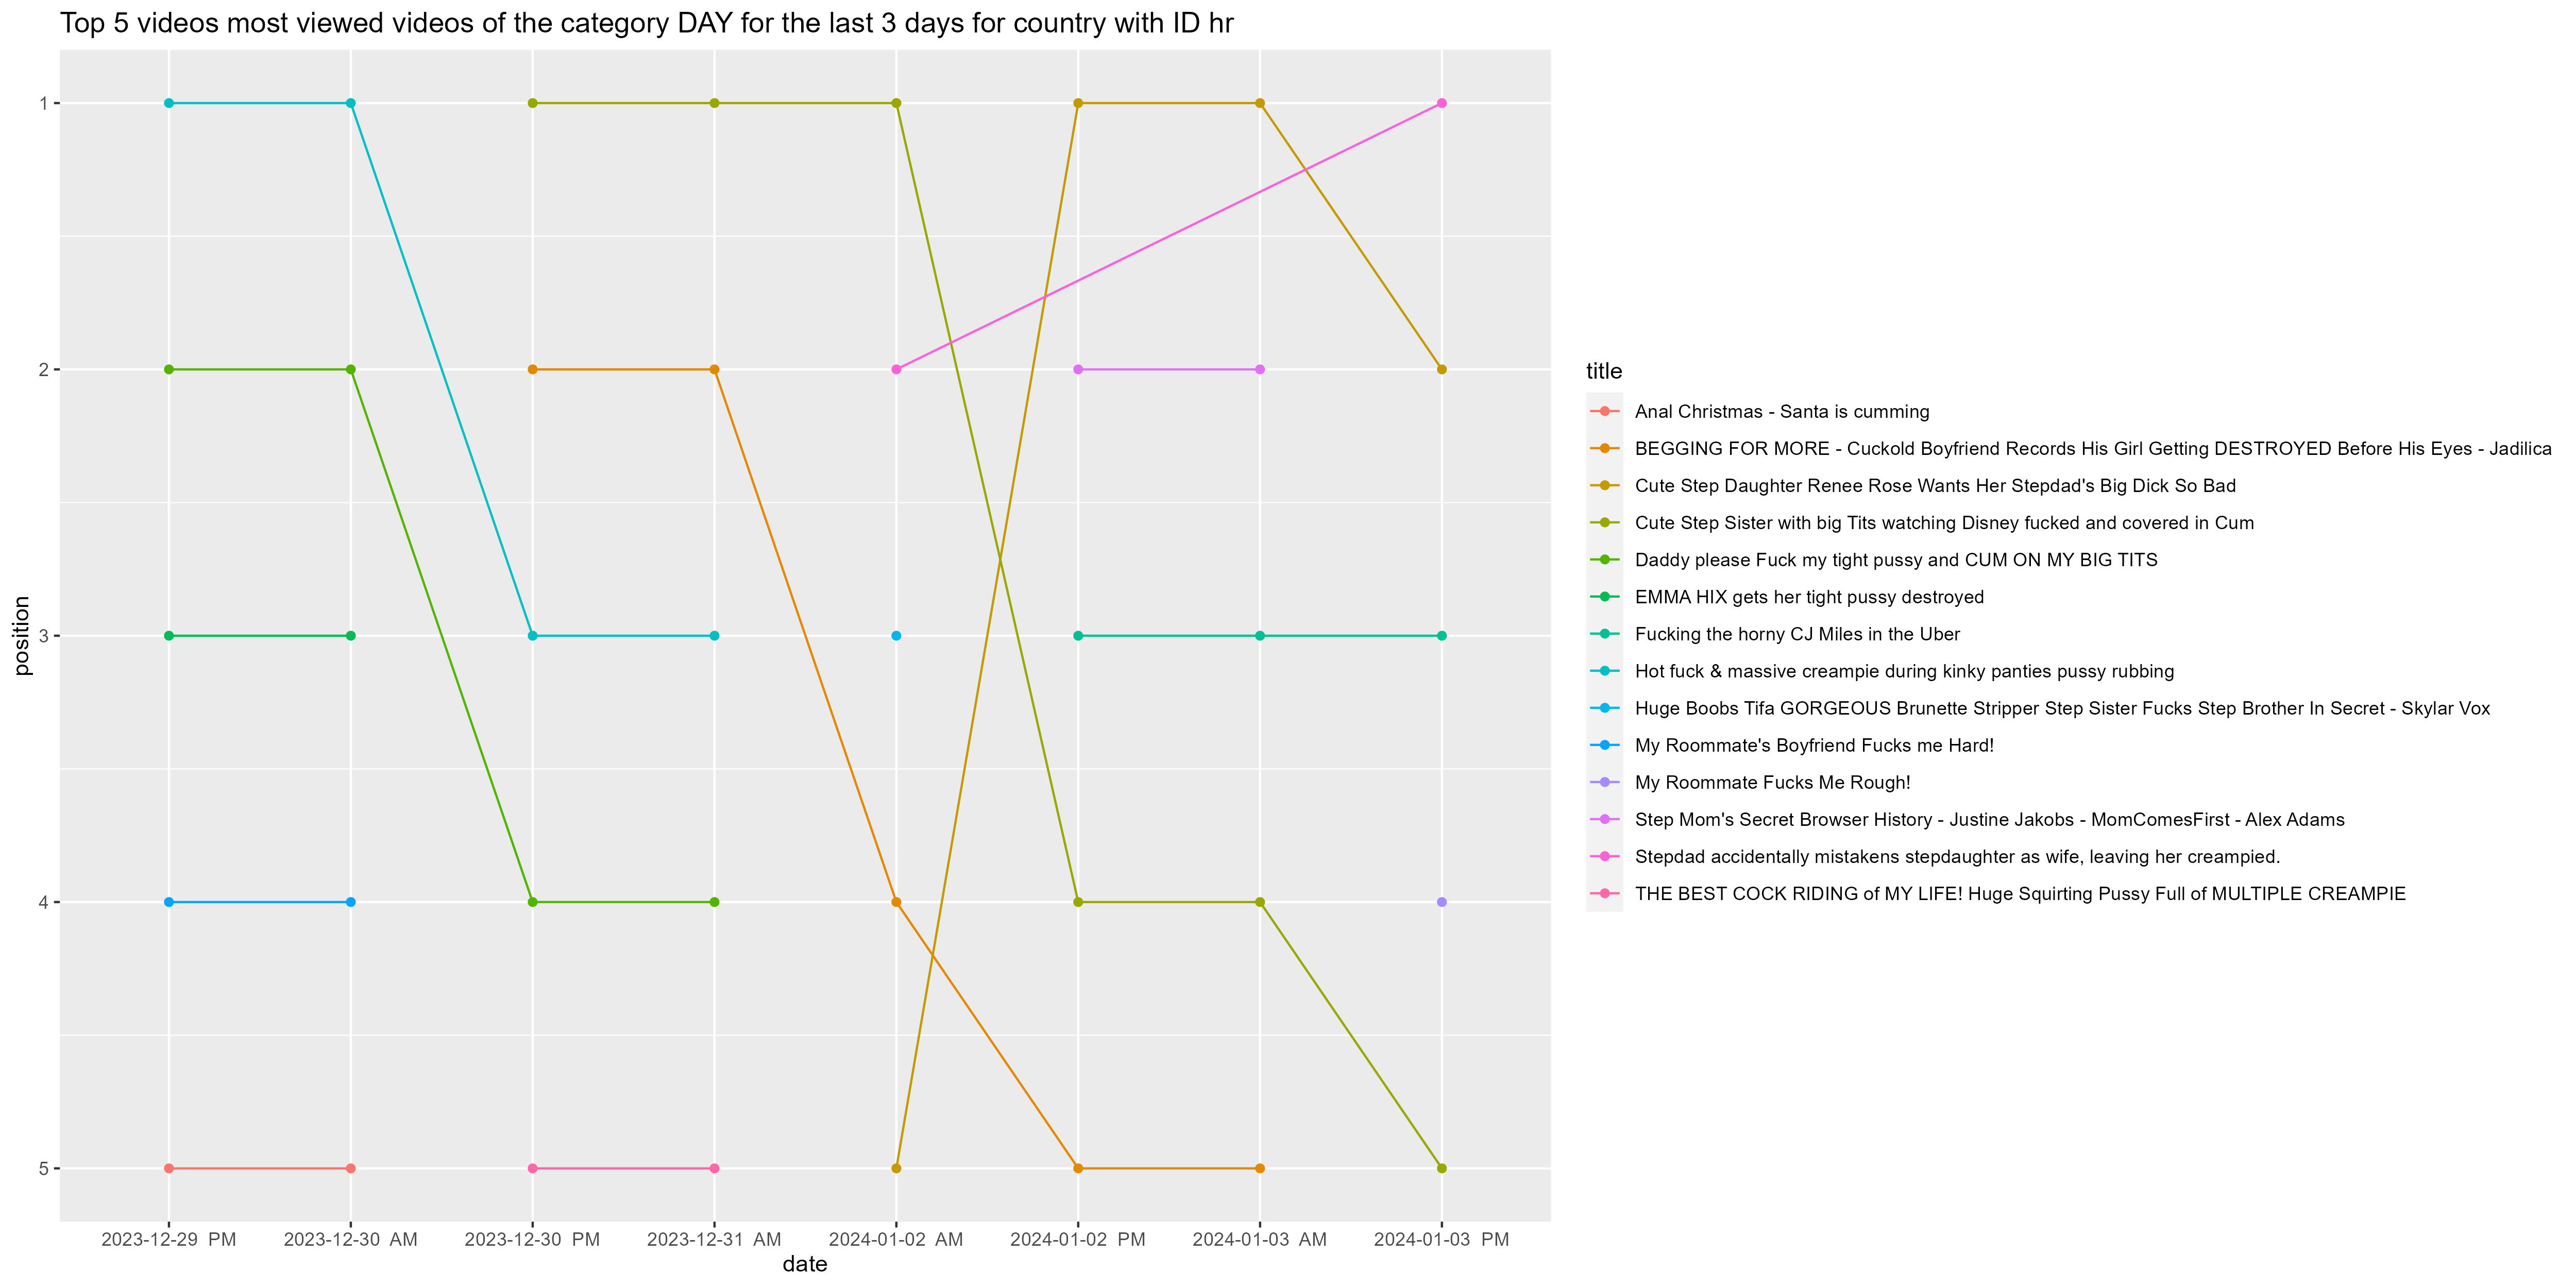 Top 5 videos most viewed videos of the category DAY for the last 3 days for country with ID hr
position
1
2
3
4
5
2023-12-29 PM
2023-12-30 AM
2023-12-30 PM
2023-12-31 AM
2024-01-02 AM
2024-01-02 PM
2024-01-03 AM
2024-01-03 PM
date
title
Anal Christmas - Santa is cumming
BEGGING FOR MORE - Cuckold Boyfriend Records His Girl Getting DESTROYED Before His Eyes - Jadilica
Cute Step Daughter Renee Rose Wants Her Stepdad's Big Dick So Bad
Cute Step Sister with big Tits watching Disney fucked and covered in Cum
Daddy please Fuck my tight pussy and CUM ON MY BIG TITS
EMMA HIX gets her tight pussy destroyed
Fucking the horny CJ Miles in the Uber
Hot fuck & massive creampie during kinky panties pussy rubbing
Huge Boobs Tifa GORGEOUS Brunette Stripper Step Sister Fucks Step Brother In Secret - Skylar Vox
My Roommate's Boyfriend Fucks me Hard!
My Roommate Fucks Me Rough!
Step Mom's Secret Browser History - Justine Jakobs - MomComesFirst - Alex Adams
Stepdad accidentally mistakens stepdaughter as wife, leaving her creampied.
THE BEST COCK RIDING of MY LIFE! Huge Squirting Pussy Full of MULTIPLE CREAMPIE